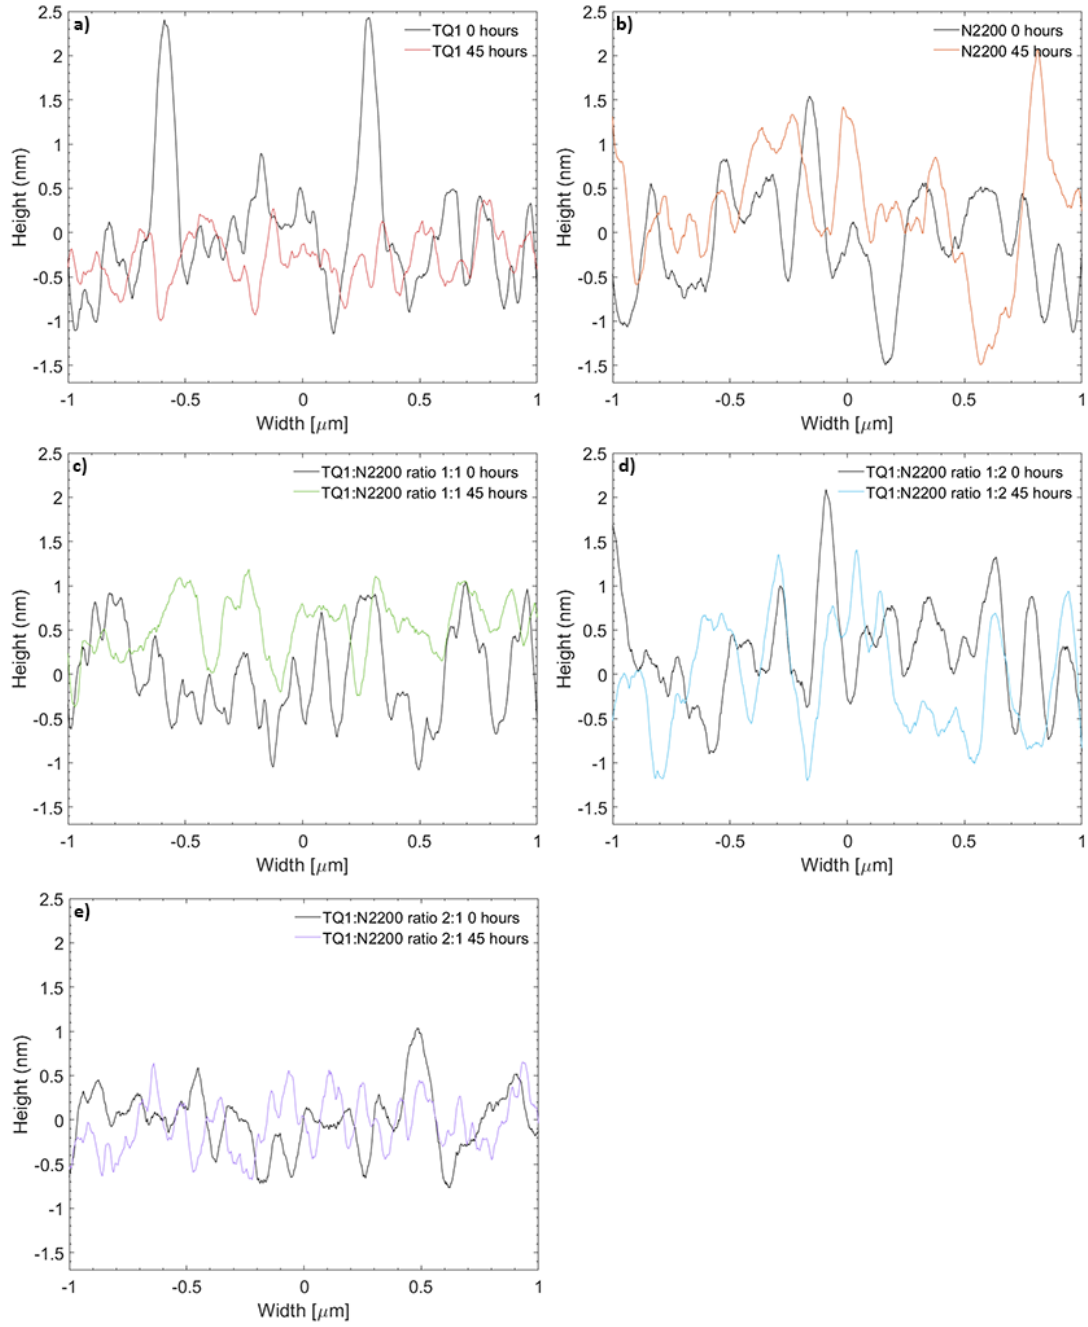 a)
TQ1 0 hours
TQ1 45 hours
2.5
2
1.5
1
0.5
0
-0.5
-1
-1.5
Height (nm)
-1
-0.5
0
0.5
1
Width [μm]
b)
N2200 0 hours
N2200 45 hours
2.5
2
1.5
1
0.5
0
-0.5
-1
-1.5
Height (nm)
-1
-0.5
0
0.5
1
Width [μm]
c)
TQ1:N2200 ratio 1:1 0 hours
TQ1:N2200 ratio 1:1 45 hours
2.5
2
1.5
1
0.5
0
-0.5
-1
-1.5
Height (nm)
-1
-0.5
0
0.5
1
Width [μm]
d)
TQ1:N2200 ratio 1:2 0 hours
TQ1:N2200 ratio 1:2 45 hours
2.5
2
1.5
1
0.5
0
-0.5
-1
-1.5
Height (nm)
-1
-0.5
0
0.5
1
Width [μm]
e)
TQ1:N2200 ratio 2:1 0 hours
TQ1:N2200 ratio 2:1 45 hours
2.5
2
1.5
1
0.5
0
-0.5
-1
-1.5
Height (nm)
-1
-0.5
0
0.5
1
Width [μm]